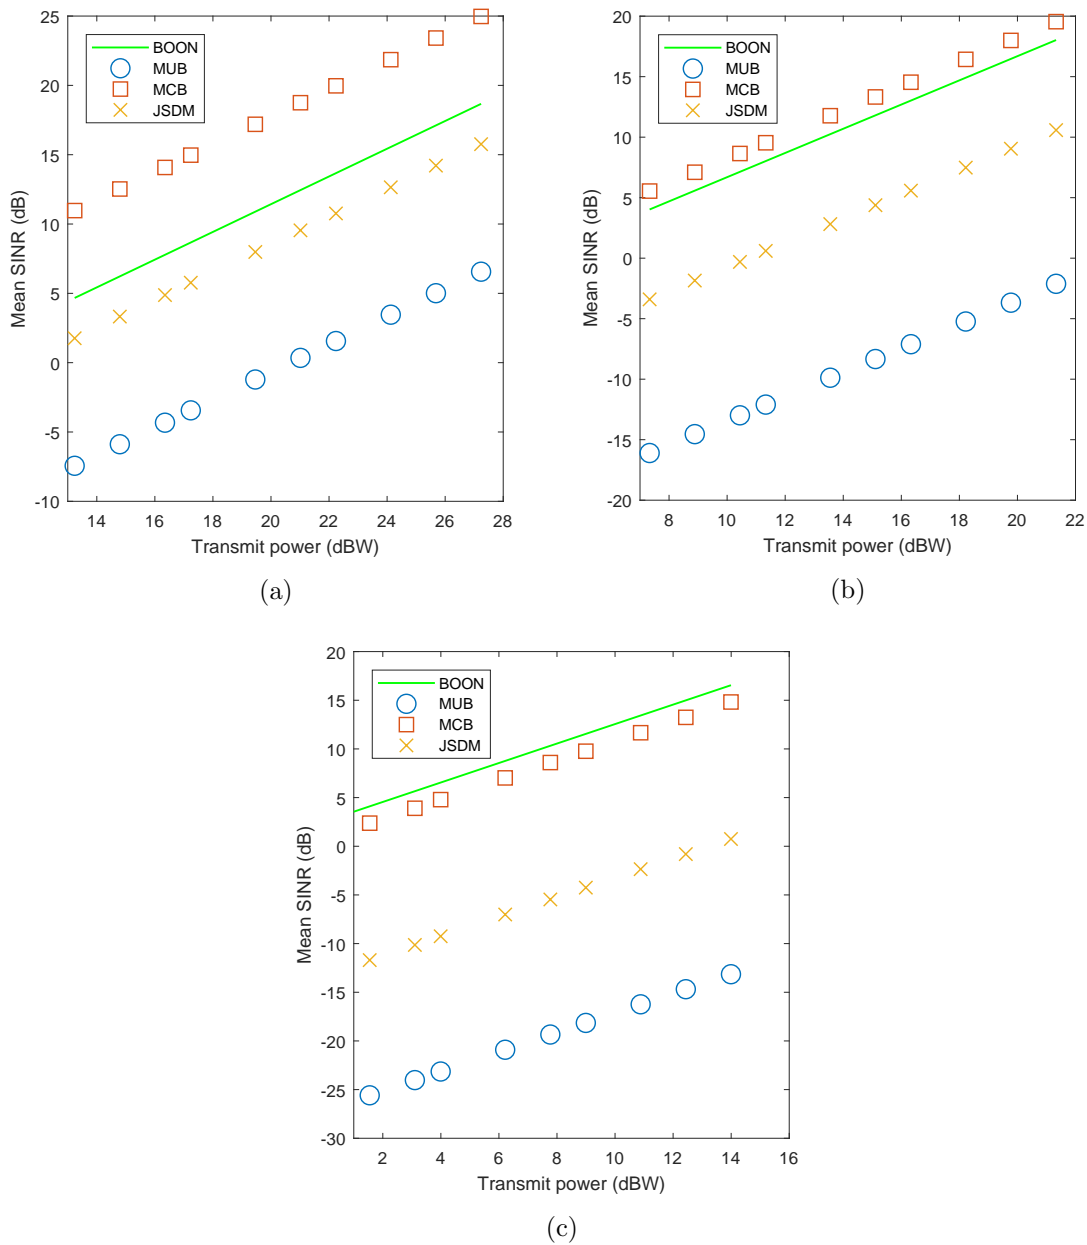 25
20
15
10
5
0
-5
-10
Mean SINR (dB)
BOON
MUB
MCB
JSDM
14 16 18 20 22 24 26 28
Transmit power (dBW)
(a)
20
15
10
5
0
-5
-10
-15
-20
Mean SINR (dB)
BOON
MUB
MCB
JSDM
8 10 12 14 16 18 20 22
Transmit power (dBW)
(b)
20
15
10
5
0
-5
-10
-15
-20
-25
-30
Mean SINR (dB)
BOON
MUB
MCB
JSDM
2 4 6 8 10 12 14 16
Transmit power (dBW)
(c)